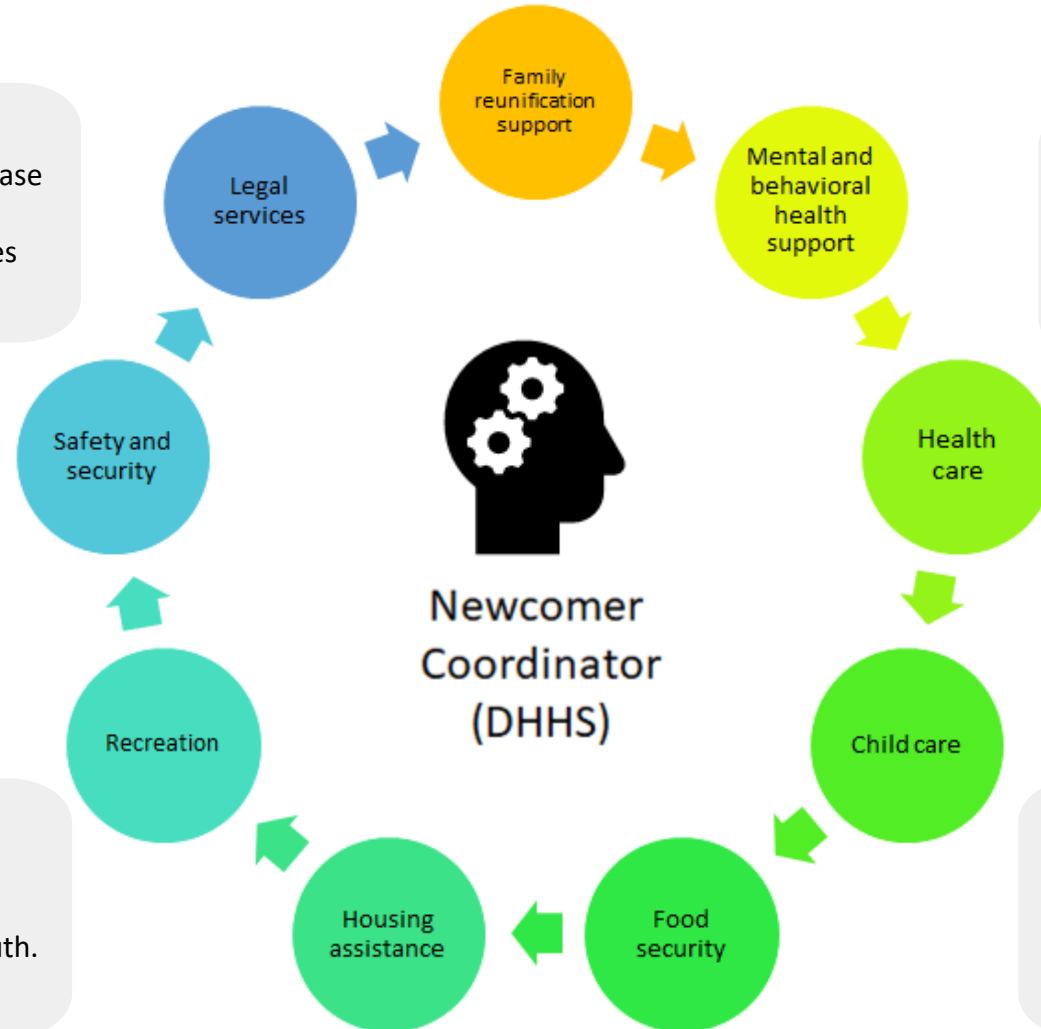 Family
reunification
support
Mental and
behavioral
health
support
Health
care
Child care
Food
security
Housing
assistance
Recreation
Safety and
security
Legal
services
Newcomer
Coordinator
(DHHS)